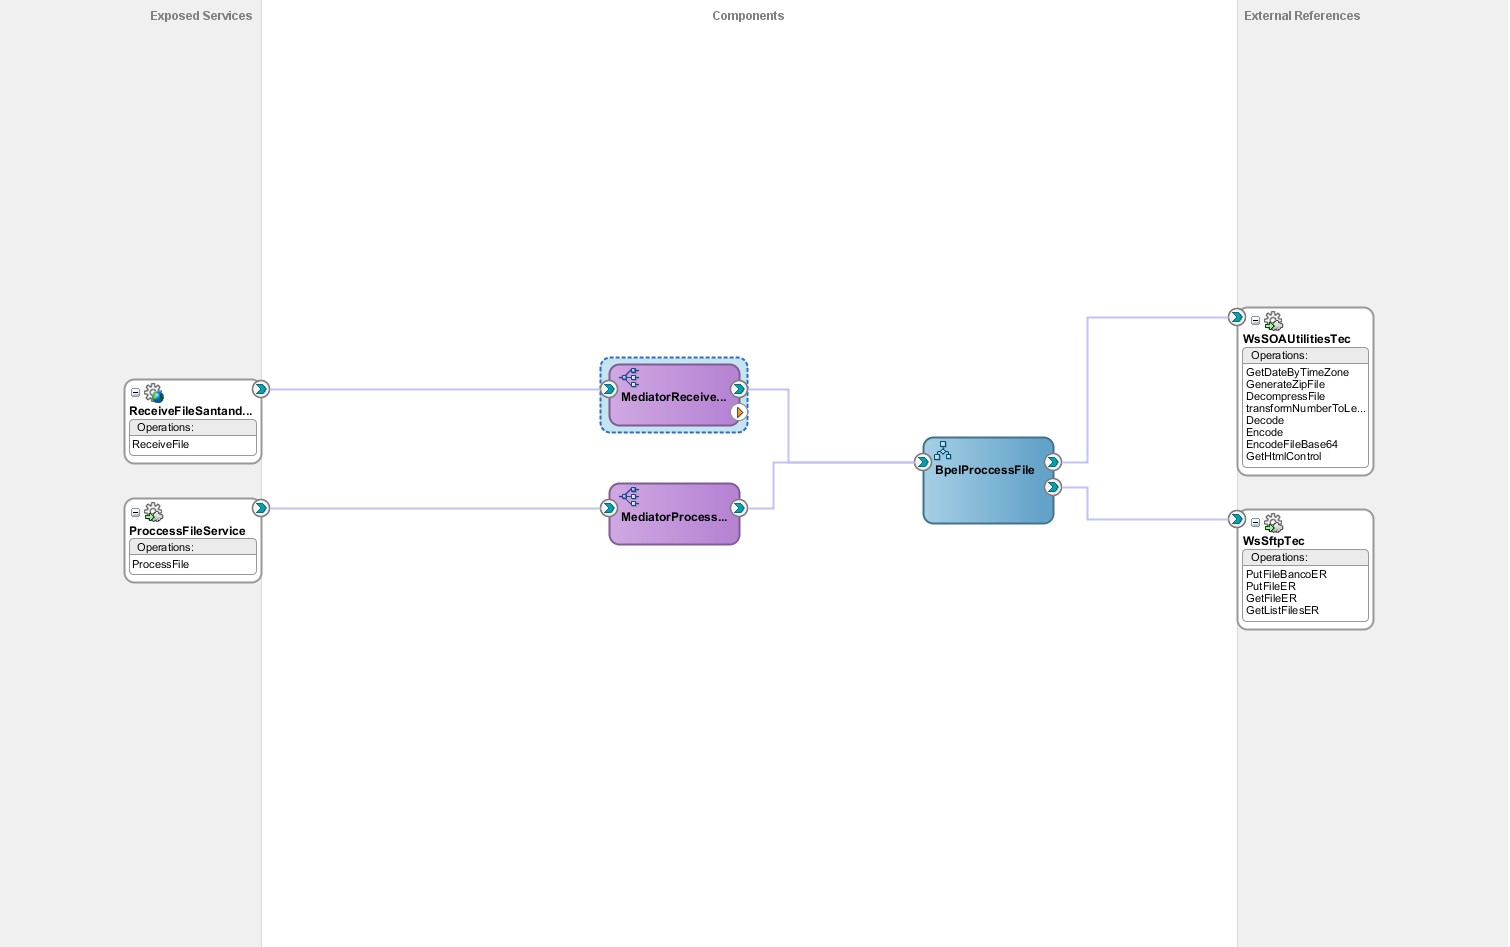 Exposed Services
Components
External References
ReceiveFileSantand...
Operations:
ReceiveFile
ProccessFileService
Operations:
ProcessFile
MediatorReceive...
MediatorProcess...
BpelProccessFile
WsSOAUtilitiesTec
Operations:
GetDateByTimeZone
GenerateZipFile
DecompressFile
transformNumberToLe...
Decode
Encode
EncodeFileBase64
GetHtmlControl
WsSftpTec
Operations:
PutFileBancoER
PutFileER
GetFileER
GetListFilesER